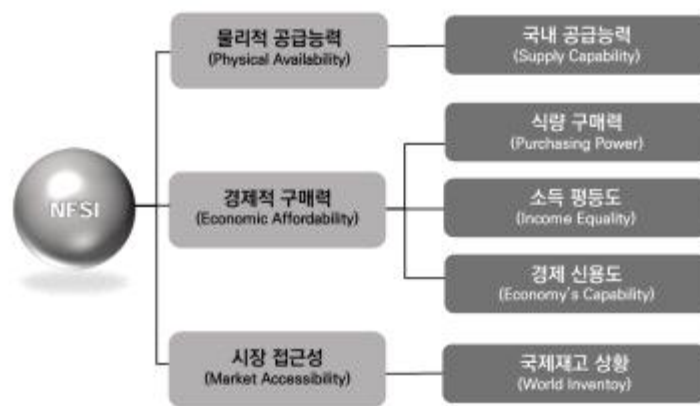 물리적 공급능력
(Physical Availability)
국내 공급능력
(Supply Capability)
식량 구매력
(Purchasing Power)
NFSI
경제적 구매력
(Economic Affordability)
소득 평등도
(Income Equality)
경제 신용도
(Economy's Capability)
시장 접근성
(Market Accessibility)
국제재고 상황
(World Inventoy)